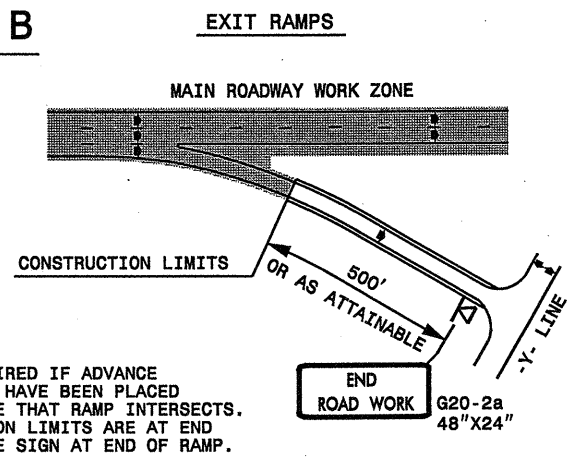 B
EXIT RAMPS
MAIN ROADWAY WORK ZONE
CONSTRUCTION LIMITS
500'
OR AS ATTAINABLE
-Y- LINE
END
ROAD WORK
G20-2a
48"X24"
IRED IF ADVANCE
HAVE BEEN PLACED
E THAT RAMP INTERSECTS.
ON LIMITS ARE AT END
E SIGN AT END OF RAMP.